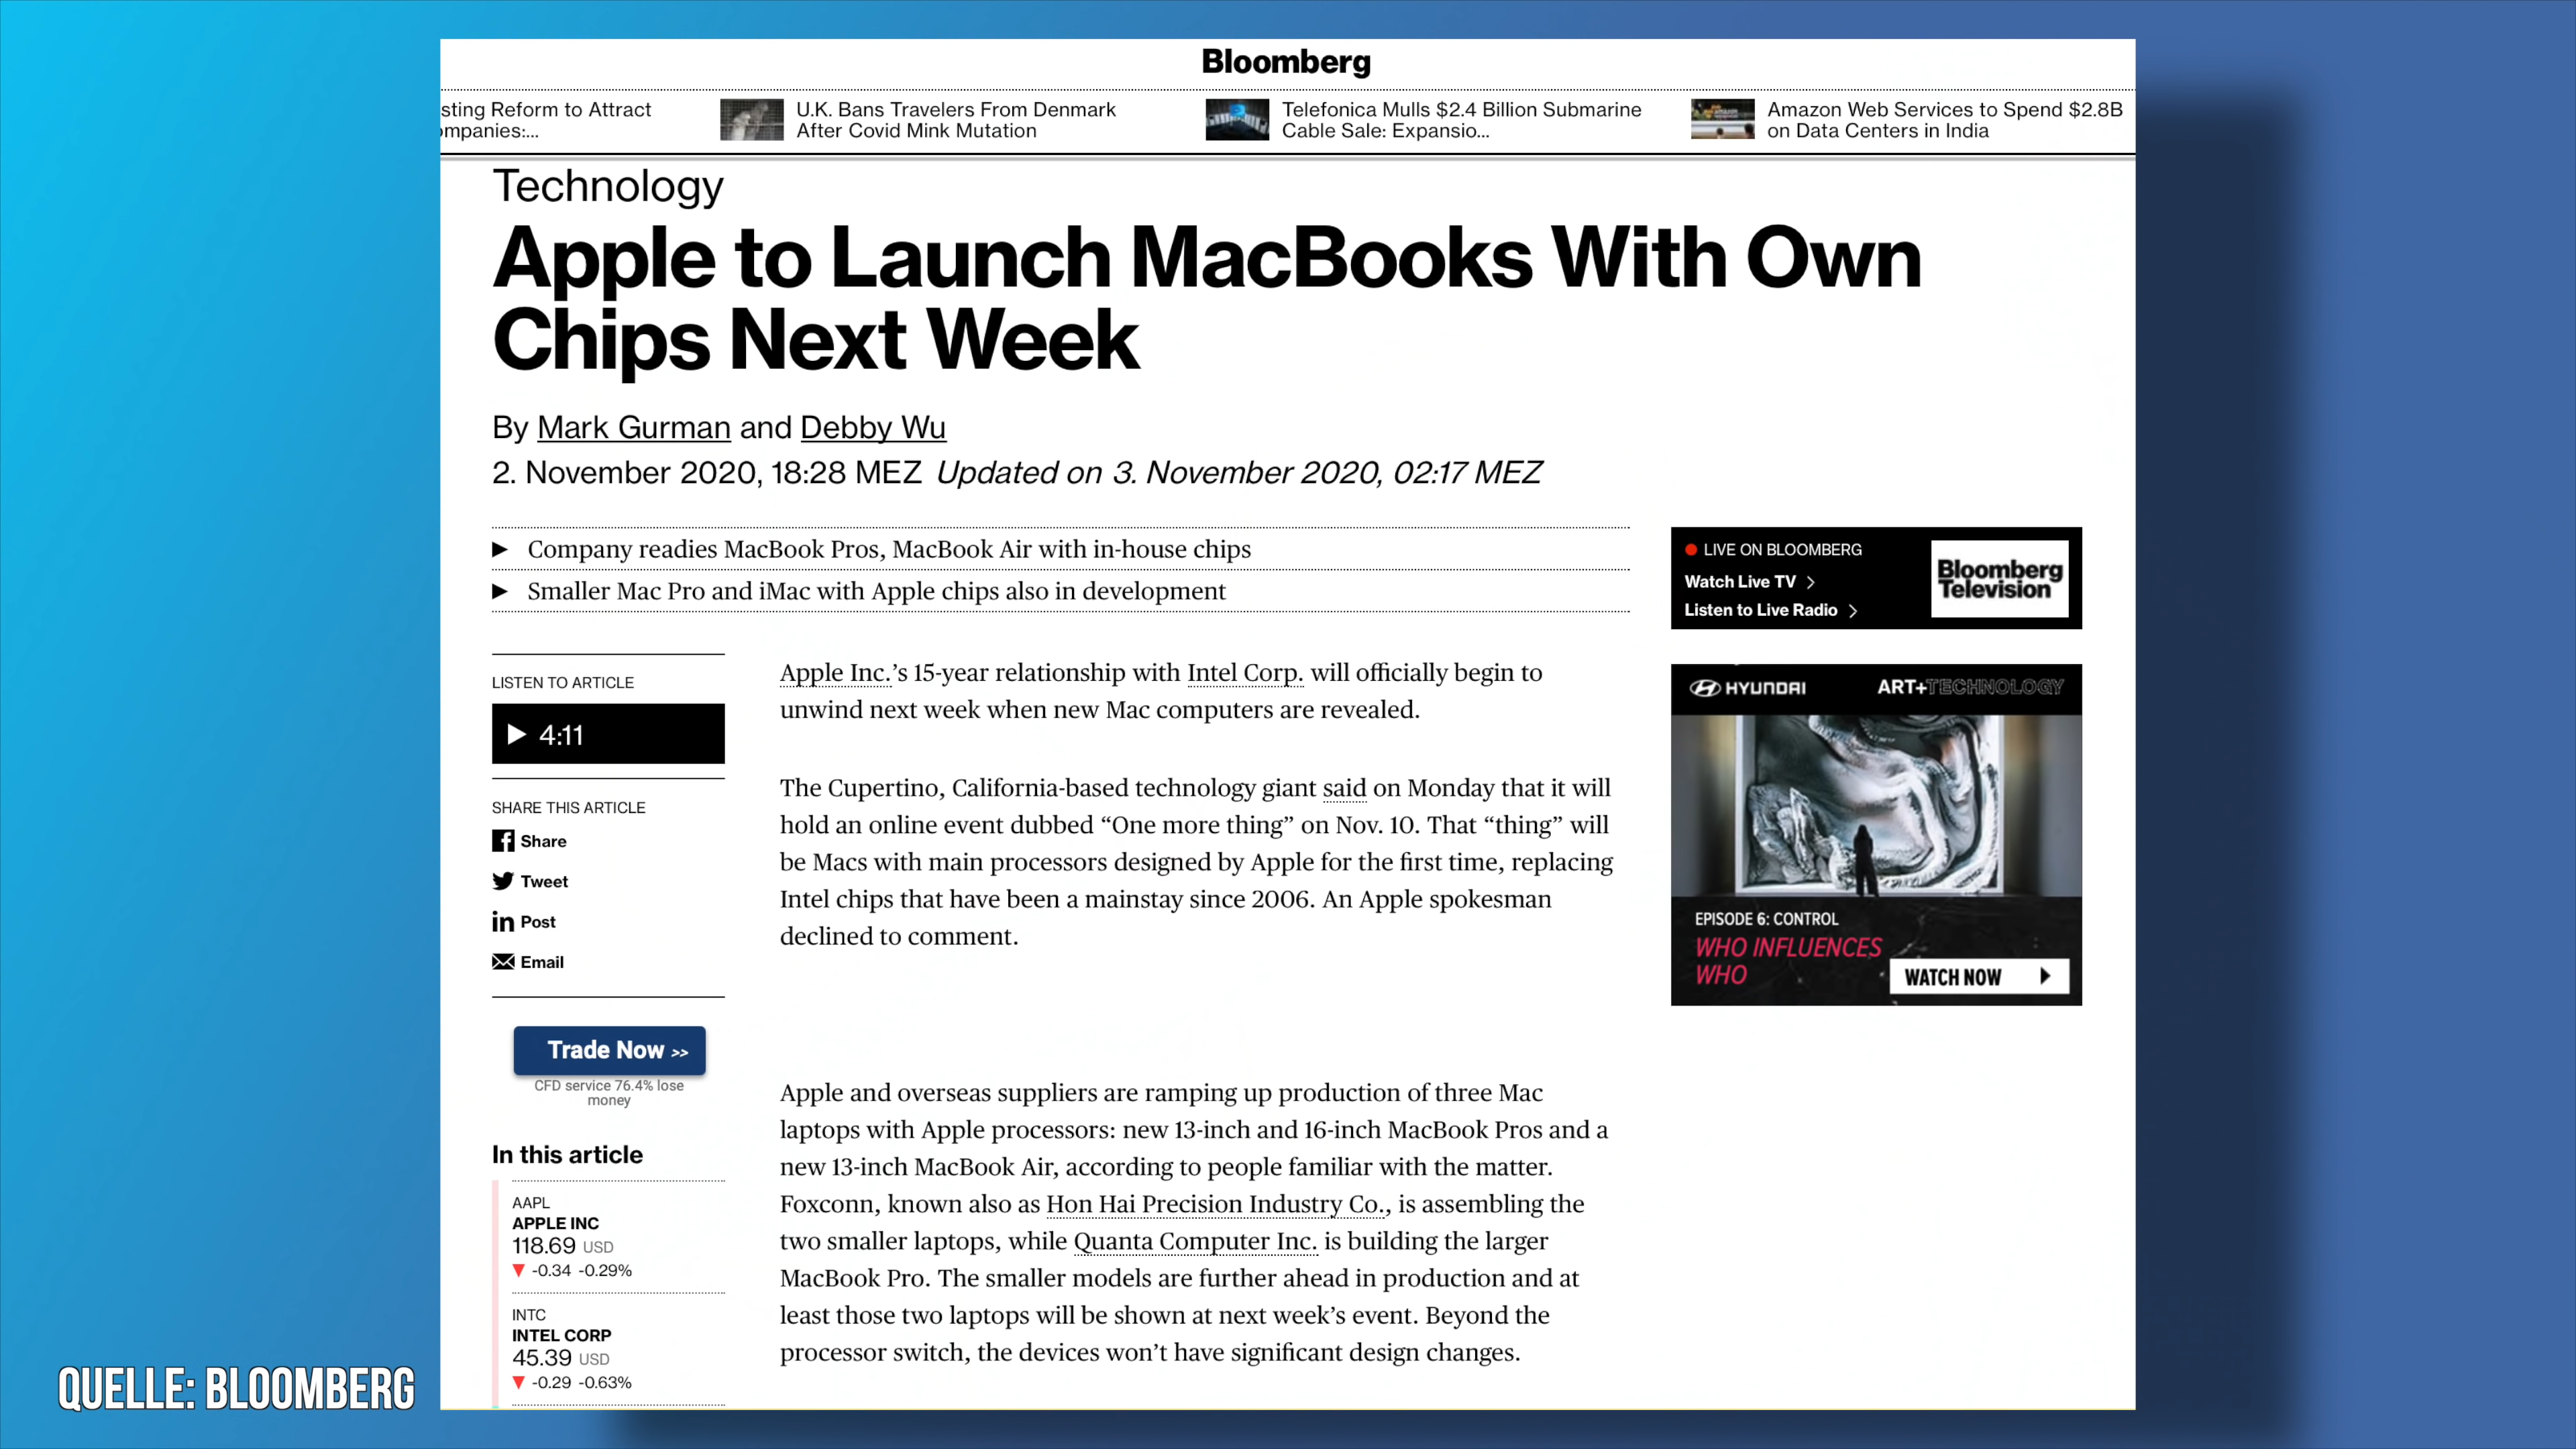 Bloomberg
sting Reform to Attract
mpanies:...
U.K. Bans Travelers From Denmark
After Covid Mink Mutation
Telefonica Mulls $2.4 Billion Submarine
Cable Sale: Expansio...
Amazon Web Services to Spend $2.8B
on Data Centers in India
Technology
Apple to Launch MacBooks With Own
Chips Next Week
By Mark Gurman and Debby Wu
2. November 2020, 18:28 MEZ Updated on 3. November 2020, 02:17 MEZ
Company readies MacBook Pros, MacBook Air with in-house chips
Smaller Mac Pro and iMac with Apple chips also in development
LIVE ON BLOOMBERG
Watch Live TV
Listen to Live Radio
Bloomberg
Television
LISTEN TO ARTICLE
4:11
SHARE THIS ARTICLE
Share
Tweet
in Post
Email
Trade Now >>
CFD service 76.4% lose
money
In this article
AAPL
APPLE INC
118.69 USD
-0.34 -0.29%
INTC
INTEL CORP
45.39 USD
-0.29 -0.63%
Apple Inc.’s 15-year relationship with Intel Corp. will officially begin to
unwind next week when new Mac computers are revealed.
The Cupertino, California-based technology giant said on Monday that it will
hold an online event dubbed “One more thing” on Nov. 10. That “thing” will
be Macs with main processors designed by Apple for the first time, replacing
Intel chips that have been a mainstay since 2006. An Apple spokesman
declined to comment.
Apple and overseas suppliers are ramping up production of three Mac
laptops with Apple processors: new 13-inch and 16-inch MacBook Pros and a
new 13-inch MacBook Air, according to people familiar with the matter.
Foxconn, known also as Hon Hai Precision Industry Co., is assembling the
two smaller laptops, while Quanta Computer Inc. is building the larger
MacBook Pro. The smaller models are further ahead in production and at
least those two laptops will be shown at next week’s event. Beyond the
processor switch, the devices won’t have significant design changes.
HYUNDAI
ART+TECHNOLOGY
EPISODE 6: CONTROL
WHO INFLUENCES
WHO
WATCH NOW
QUELLE: BLOOMBERG